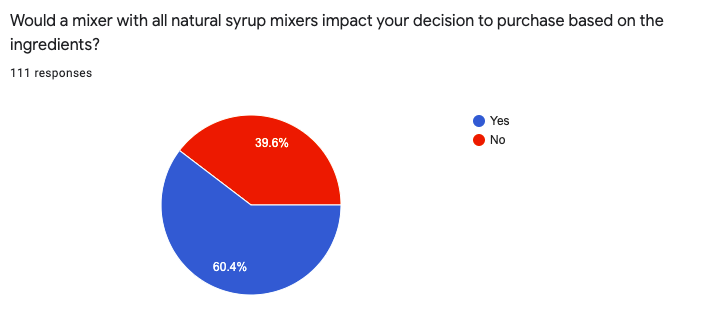 Would a mixer with all natural syrup mixers impact your decision to purchase based on the
ingredients?
111 responses
Yes
No
39.6%
60.4%